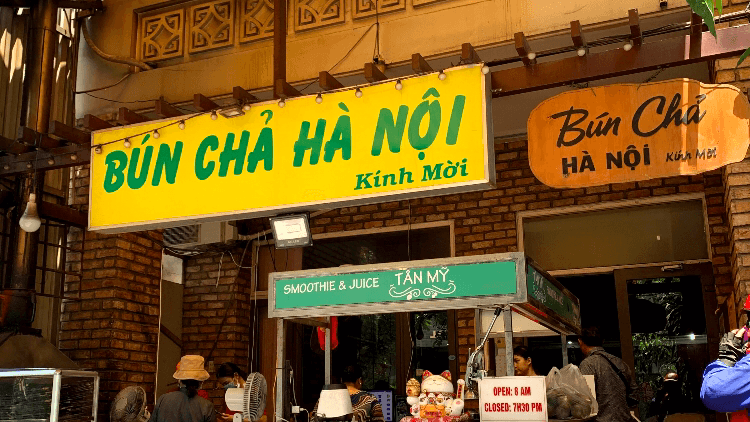 BÚN CHẢ HÀ NỘI
Kính Mời
Bún Chả
HÀ NỘI Kính Mời
SMOOTHIE & JUICE TÂN MỸ
OPEN: 8 AM
CLOSED: 7H30 PM